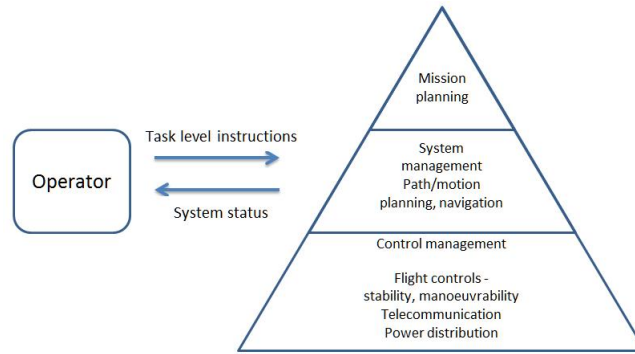 Operator
Task level instructions
System status
Mission
planning
System
management
Path/motion
planning, navigation
Control management
Flight controls -
stability, manoeuvrability
Telecommunication
Power distribution